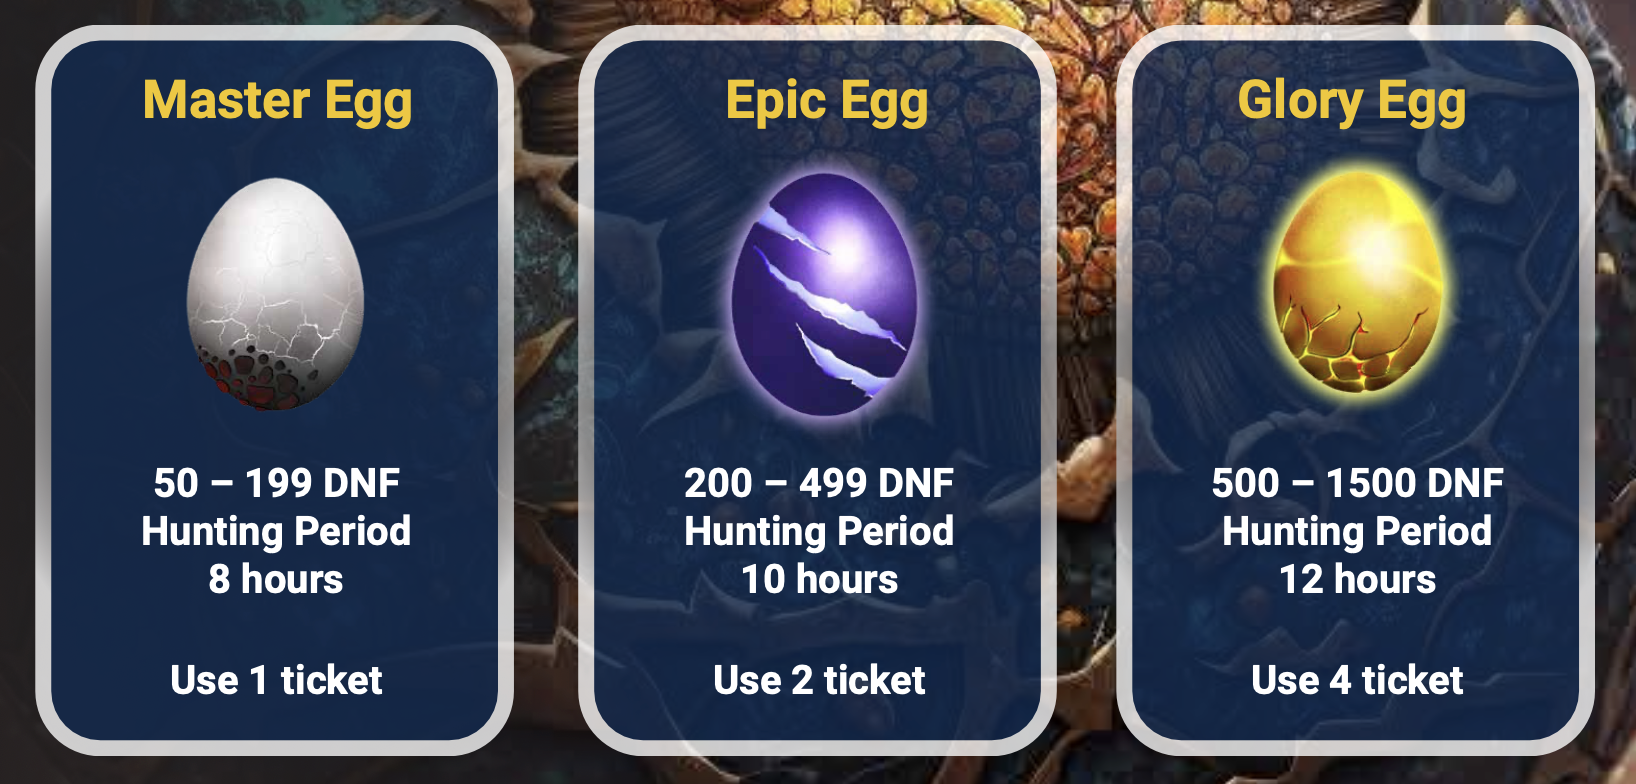 Master Egg
50 – 199 DNF
Hunting Period
8 hours
Use 1 ticket
Epic Egg
200 – 499 DNF
Hunting Period
10 hours
Use 2 ticket
Glory Egg
500 – 1500 DNF
Hunting Period
12 hours
Use 4 ticket